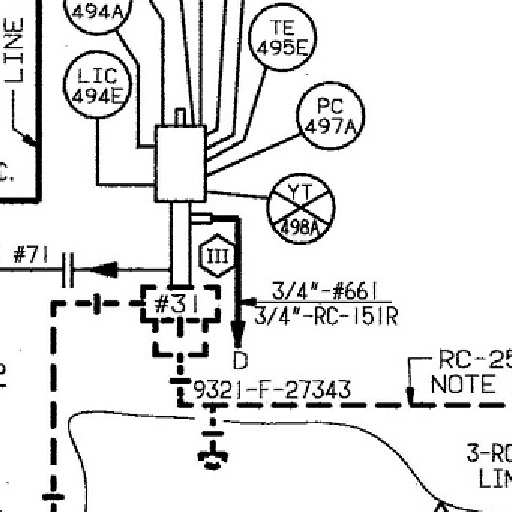 494A
TE
495E
LINE
LIC
494E
PC
497A
YT
498A
#71
III
#31
3/4"-#661
3/4"-RC-151R
D
RC-25
NOTE
9321-F-27343
3-RC
LIN